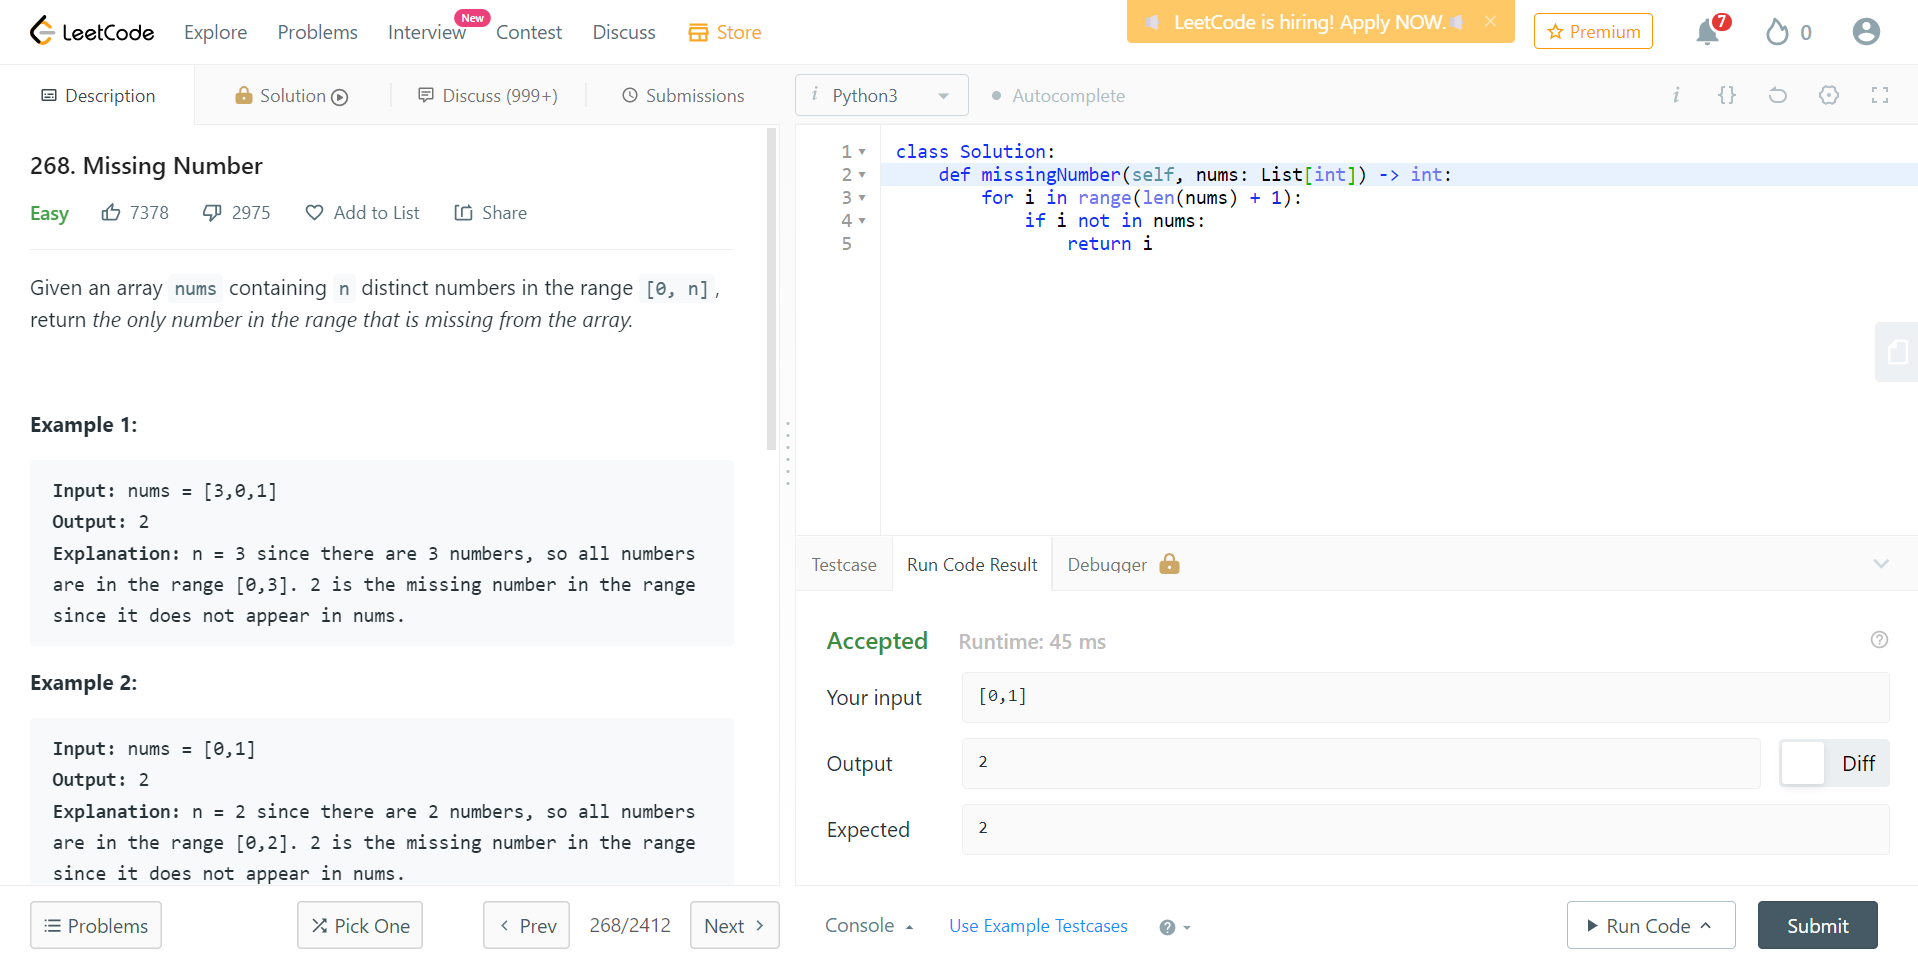 LeetCode Explore Problems Interview New Contest Discuss Store LeetCode is hiring! Apply NOW. Premium 7 0
Description Solution Discuss (999+) Submissions
268. Missing Number
Easy 7378 2975 Add to List Share
Given an array nums containing n distinct numbers in the range [0, n],
return the only number in the range that is missing from the array.
Example 1:
Input: nums = [3,0,1]
Output: 2
Explanation: n = 3 since there are 3 numbers, so all numbers
are in the range [0,3]. 2 is the missing number in the range
since it does not appear in nums.
Example 2:
Input: nums = [0,1]
Output: 2
Explanation: n = 2 since there are 2 numbers, so all numbers
are in the range [0,2]. 2 is the missing number in the range
since it does not appear in nums.
Problems Pick One Prev 268/2412 Next
i Python3 Autocomplete i {}
1 class Solution:
2 def missingNumber(self, nums: List[int]) -> int:
3 for i in range(len(nums) + 1):
4 if i not in nums:
5 return i
Testcase Run Code Result Debugger
Accepted Runtime: 45 ms ?
Your input [0,1]
Output 2 Diff
Expected 2
Console Use Example Testcases ? Run Code Submit